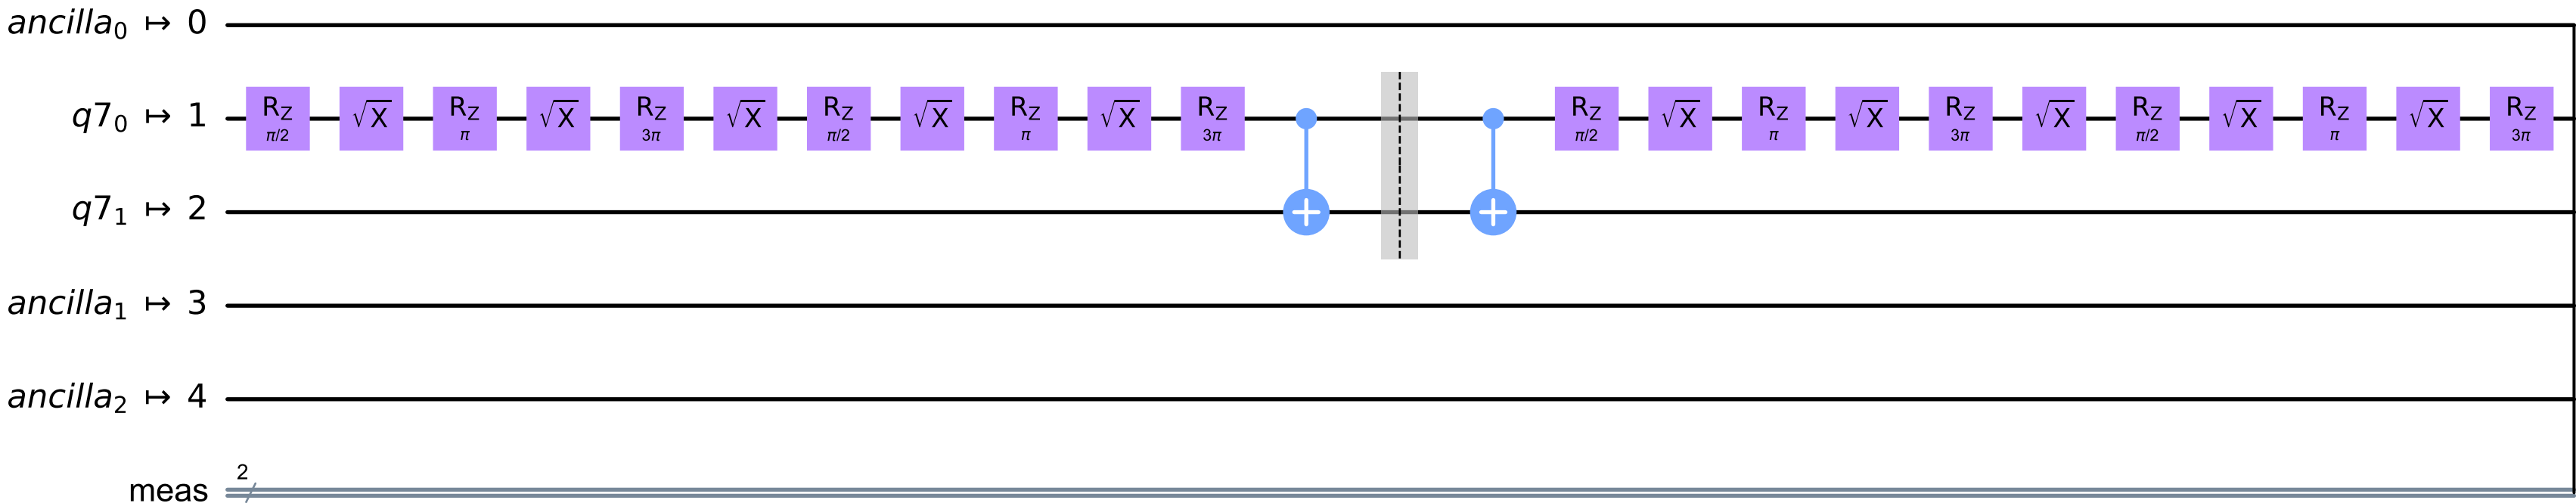 ancilla₀ ↦ 0
q7₀ ↦ 1 R_Z π/2 √X R_Z π √X R_Z 3π √X R_Z π/2 √X R_Z π √X R_Z 3π R_Z π/2 √X R_Z π √X R_Z 3π √X R_Z π/2 √X R_Z π √X R_Z 3π
q7₁ ↦ 2
ancilla₁ ↦ 3
ancilla₂ ↦ 4
2
meas